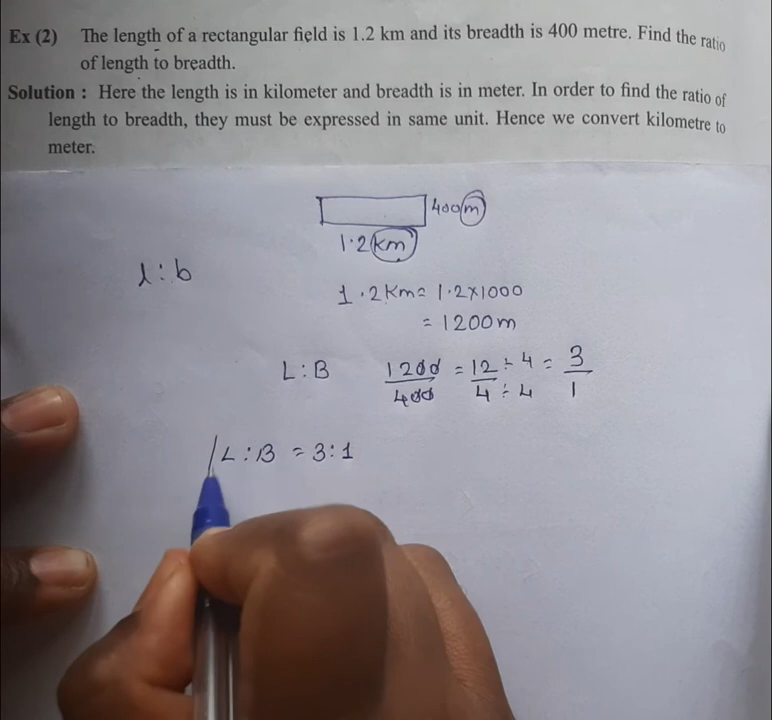 Ex (2) The length of a rectangular field is 1.2 km and its breadth is 400 metre. Find the ratio
of length to breadth.
Solution : Here the length is in kilometer and breadth is in meter. In order to find the ratio of
length to breadth, they must be expressed in same unit. Hence we convert kilometre to
meter.
400m
1.2km
l:b
1.2Km= 1.2×1000
= 1200m
L:B 1200/400 = 12÷4/4÷4 = 3/1
L:B = 3:1